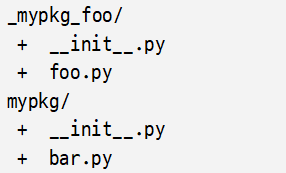 _mypkg_foo/
 +  __init__.py
 +  foo.py
mypkg/
 +  __init__.py
 +  bar.py